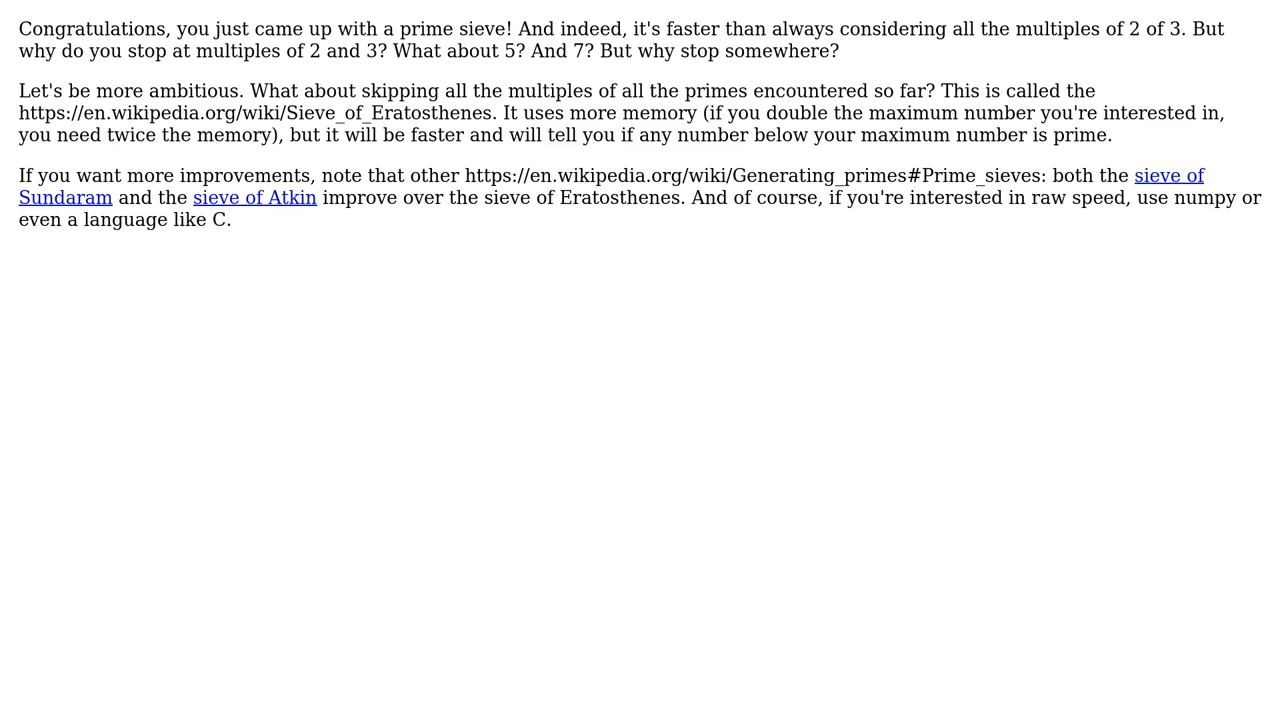 Congratulations, you just came up with a prime sieve! And indeed, it's faster than always considering all the multiples of 2 of 3. But
why do you stop at multiples of 2 and 3? What about 5? And 7? But why stop somewhere?
Let's be more ambitious. What about skipping all the multiples of all the primes encountered so far? This is called the
https://en.wikipedia.org/wiki/Sieve_of_Eratosthenes. It uses more memory (if you double the maximum number you're interested in,
you need twice the memory), but it will be faster and will tell you if any number below your maximum number is prime.
If you want more improvements, note that other https://en.wikipedia.org/wiki/Generating_primes#Prime_sieves: both the sieve of
Sundaram and the sieve of Atkin improve over the sieve of Eratosthenes. And of course, if you're interested in raw speed, use numpy or
even a language like C.